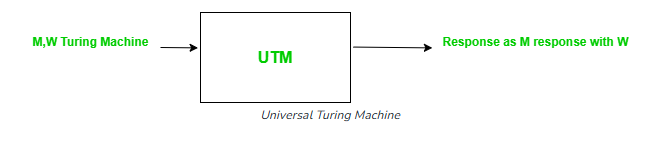 M,W Turing Machine
UTM
Response as M response with W
Universal Turing Machine